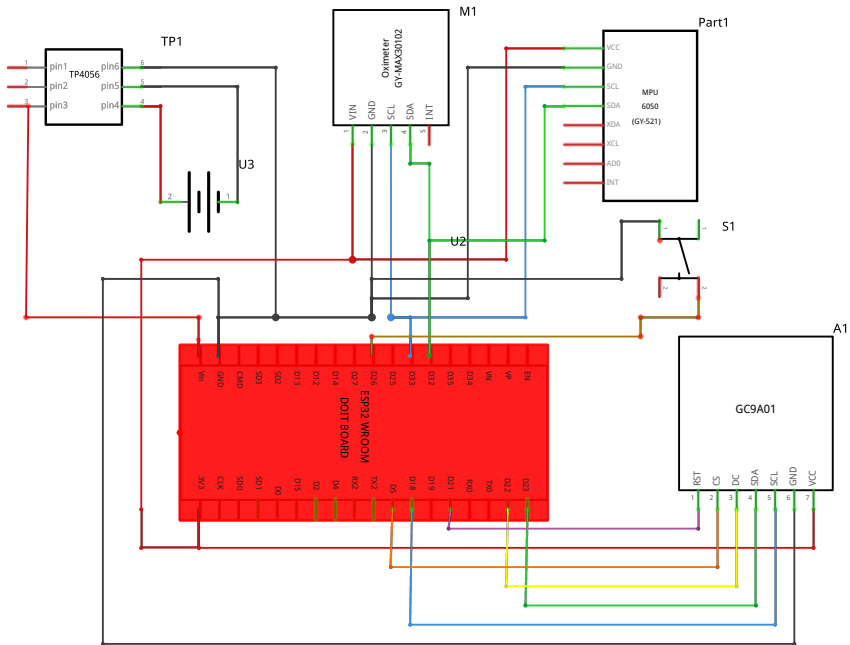 TP1
1 pin1
2 pin2
3 pin3
TP4056
pin6 6
pin5 5
pin4 4
U3
2 1
M1
Oximeter
GY-MAX30102
VIN GND SCL SDA INT
1 2 3 4 5
Part1
VCC
GND
SCL
SDA
XDA
XCL
AD0
INT
MPU
6050
(GY-521)
U2
S1
1 1
2 2
Vin GND CMD SD3 SD2 D13 D12 D14 D27 D26 D25 D33 D32 D35 D34 VN VP EN
ESP32 WROOM
DOIT BOARD
3V3 CLK SD0 SD1 D0 D15 D2 D4 RX2 TX2 D5 D18 D19 D21 RX0 TX0 D22 D23
A1
GC9A01
RST CS DC SDA SCL GND VCC
1 2 3 4 5 6 7